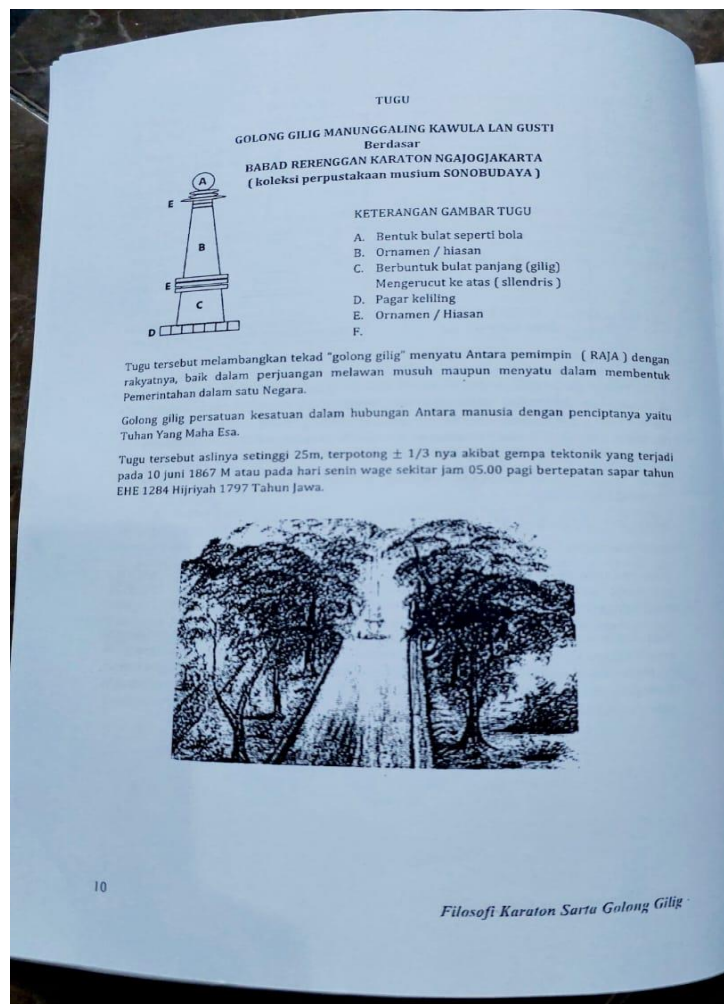 TUGU
GOLONG GILIG MANUNGGALING KAWULA LAN GUSTI
Berdasar
BABAD RERENGGAN KARATON NGAJOGJAKARTA
( koleksi perpustakaan musium SONOBUDAYA )
A
E
B
E
C
D
KETERANGAN GAMBAR TUGU
A. Bentuk bulat seperti bola
B. Ornamen / hiasan
C. Berbuntuk bulat panjang (gilig)
Mengerucut ke atas ( sllendris )
D. Pagar keliling
E. Ornamen / Hiasan
F.
Tugu tersebut melambangkan tekad "golong gilig" menyatu Antara pemimpin ( RAJA ) dengan
rakyatnya, baik dalam perjuangan melawan musuh maupun menyatu dalam membentuk
Pemerintahan dalam satu Negara.
Golong gilig persatuan kesatuan dalam hubungan Antara manusia dengan penciptanya yaitu
Tuhan Yang Maha Esa.
Tugu tersebut aslinya setinggi 25m, terpotong ± 1/3 nya akibat gempa tektonik yang terjadi
pada 10 juni 1867 M atau pada hari senin wage sekitar jam 05.00 pagi bertepatan sapar tahun
EHE 1284 Hijriyah 1797 Tahun Jawa.
10
Filosofi Karaton Sarta Golong Gilig